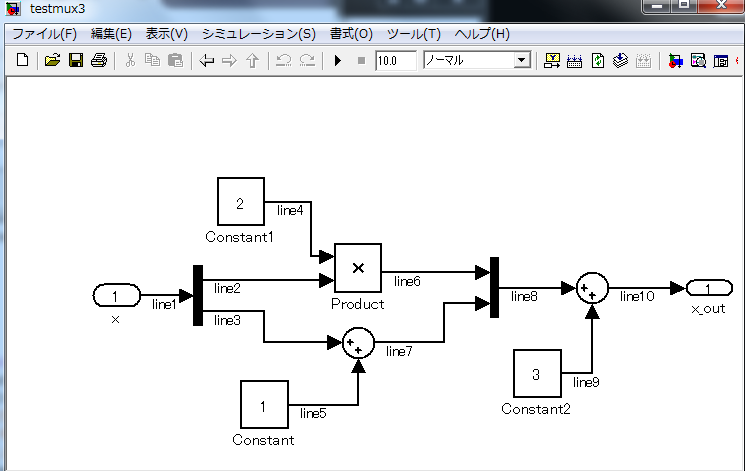 testmux3
ファイル(F) 編集(E) 表示(V) シミュレーション(S) 書式(O) ツール(T) ヘルプ(H)
10.0 ノーマル
2
line4
Constant1
×
line1
line2
line6
Product
1
x
line3
line7
line8
line10
1
x_out
1
line5
Constant
3
line9
Constant2